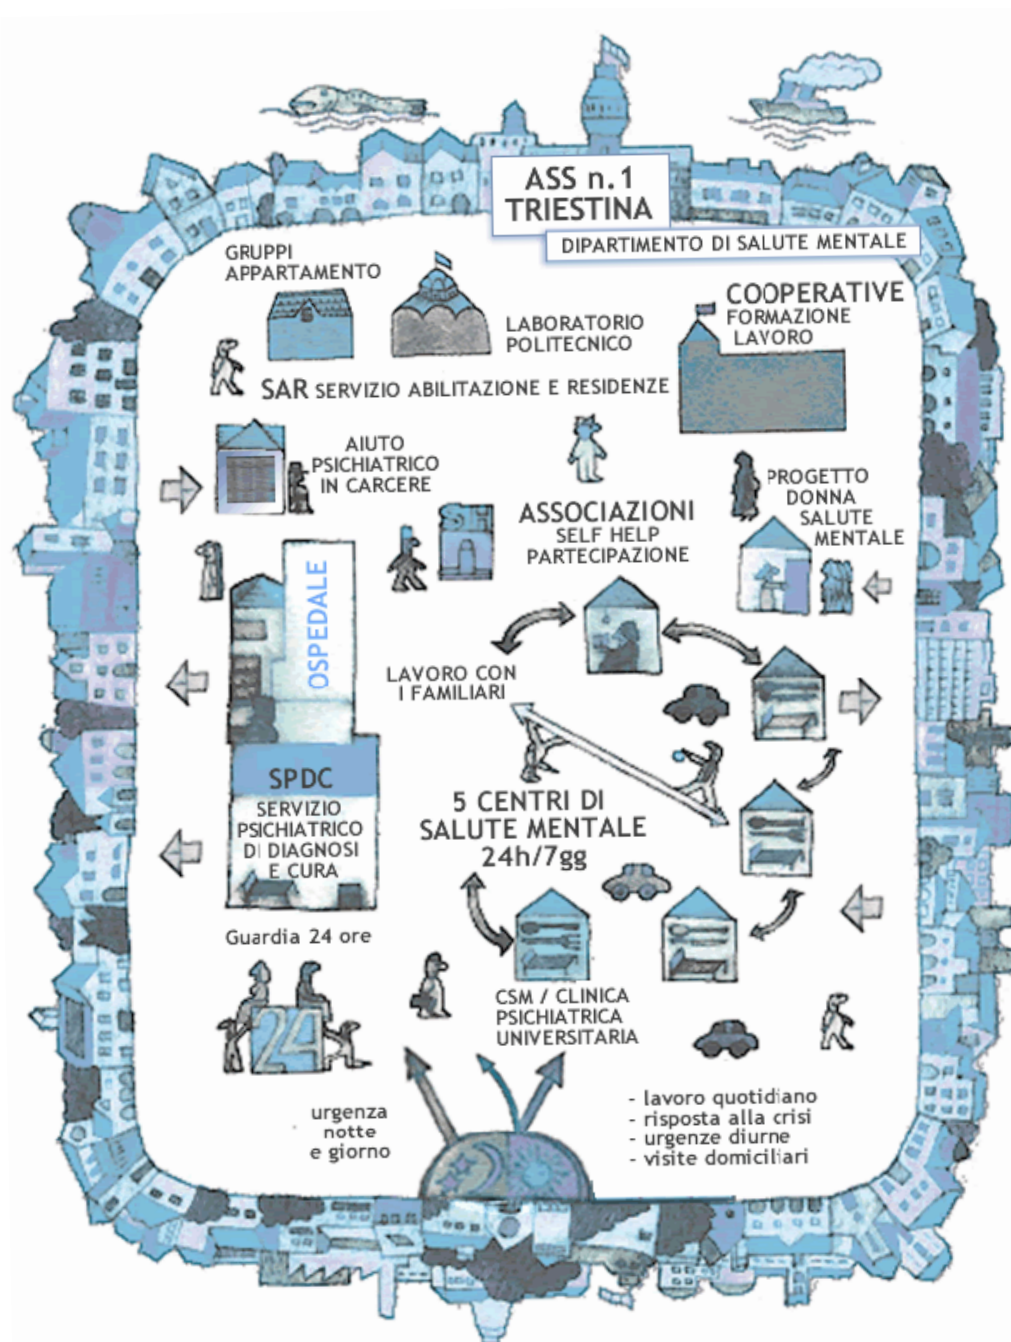 ASS n.1
TRIESTINA
DIPARTIMENTO DI SALUTE MENTALE
GRUPPI
APPARTAMENTO
LABORATORIO
POLITECNICO
COOPERATIVE
FORMAZIONE
LAVORO
SAR SERVIZIO ABILITAZIONE E RESIDENZE
AIUTO
PSICHIATRICO
IN CARCERE
ASSOCIAZIONI
SELF HELP
PARTECIPAZIONE
PROGETTO
DONNA
SALUTE
MENTALE
SH
OSPEDALE
LAVORO CON
I FAMILIARI
SPDC
SERVIZIO
PSICHIATRICO
DI DIAGNOSI
E CURA
5 CENTRI DI
SALUTE MENTALE
24h/7gg
Guardia 24 ore
24
CSM / CLINICA
PSICHIATRICA
UNIVERSITARIA
urgenza
notte
e giorno
- lavoro quotidiano
- risposta alla crisi
- urgenze diurne
- visite domiciliari